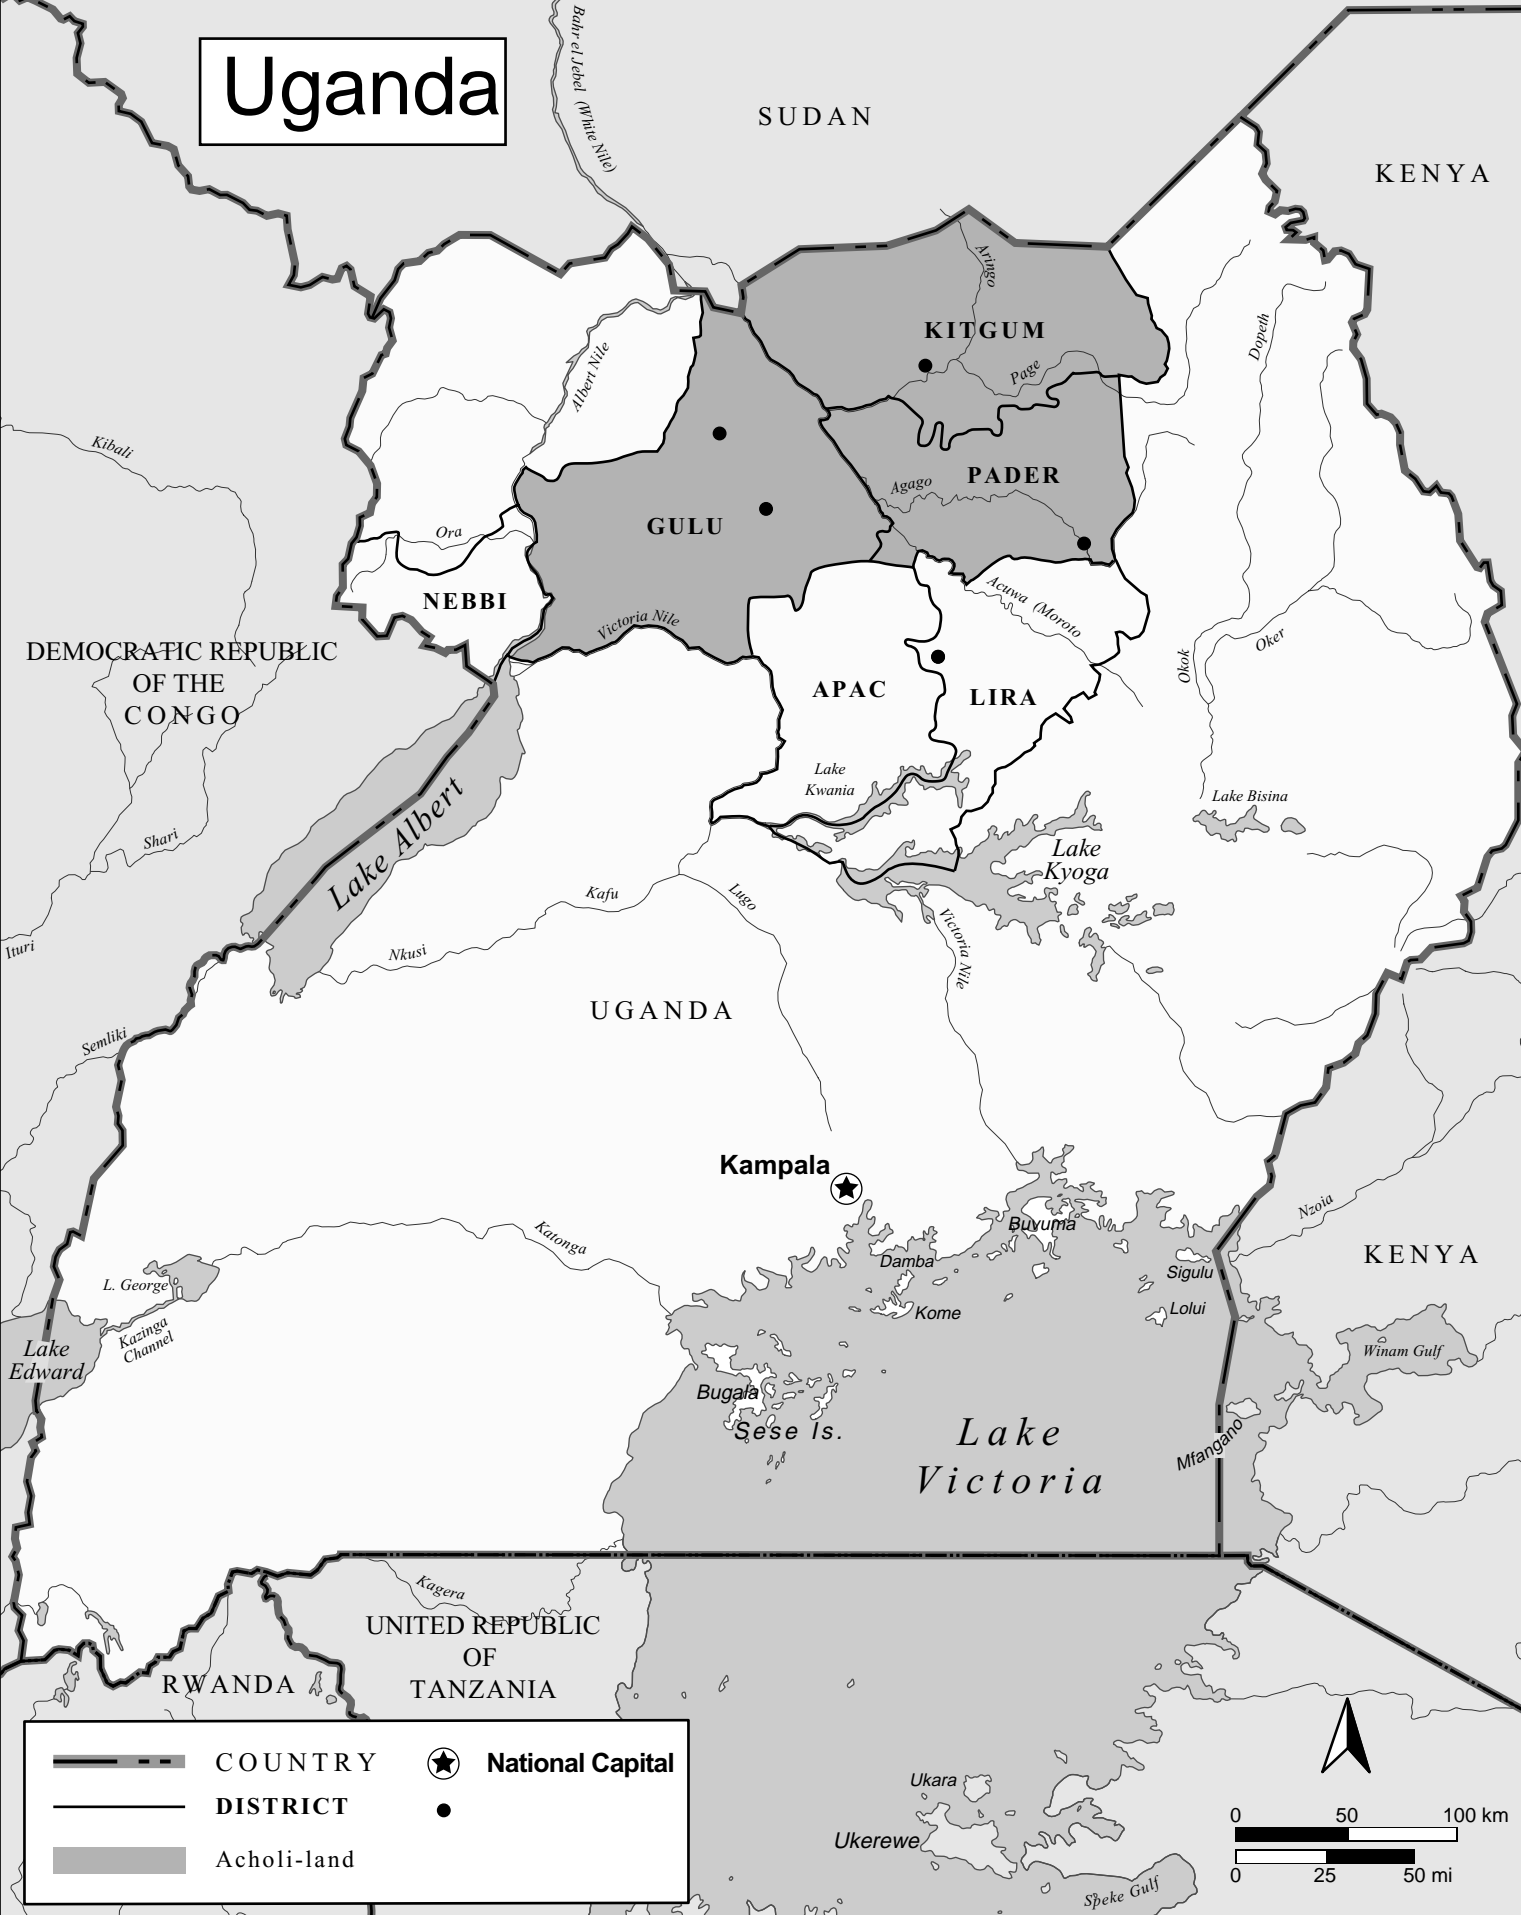 Uganda
Bahr el Jebel (White Nile)
SUDAN
KENYA
Aringo
KITGUM
Page
Dopeth
Albert Nile
Kibali
Agago
PADER
GULU
Ora
NEBBI
Victoria Nile
Acuwa (Moroto
Oker
Okok
DEMOCRATIC REPUBLIC
OF THE
CONGO
APAC
LIRA
Lake
Kwania
Lake Bisina
Lake Albert
Shari
Lake
Kyoga
Kafu
Lugo
Victoria Nile
Ituri
Nkusi
UGANDA
Semliki
Kampala
Nzoia
Buvuma
Katonga
Damba
KENYA
Sigulu
L. George
Kome
Lolui
Kazinga
Channel
Lake
Edward
Winam Gulf
Bugala
Sese Is.
Lake
Victoria
Mfangano
Kagera
UNITED REPUBLIC
OF
TANZANIA
RWANDA
COUNTRY
National Capital
DISTRICT
Acholi-land
Ukara
Ukerewe
Speke Gulf
0 50 100 km
0 25 50 mi